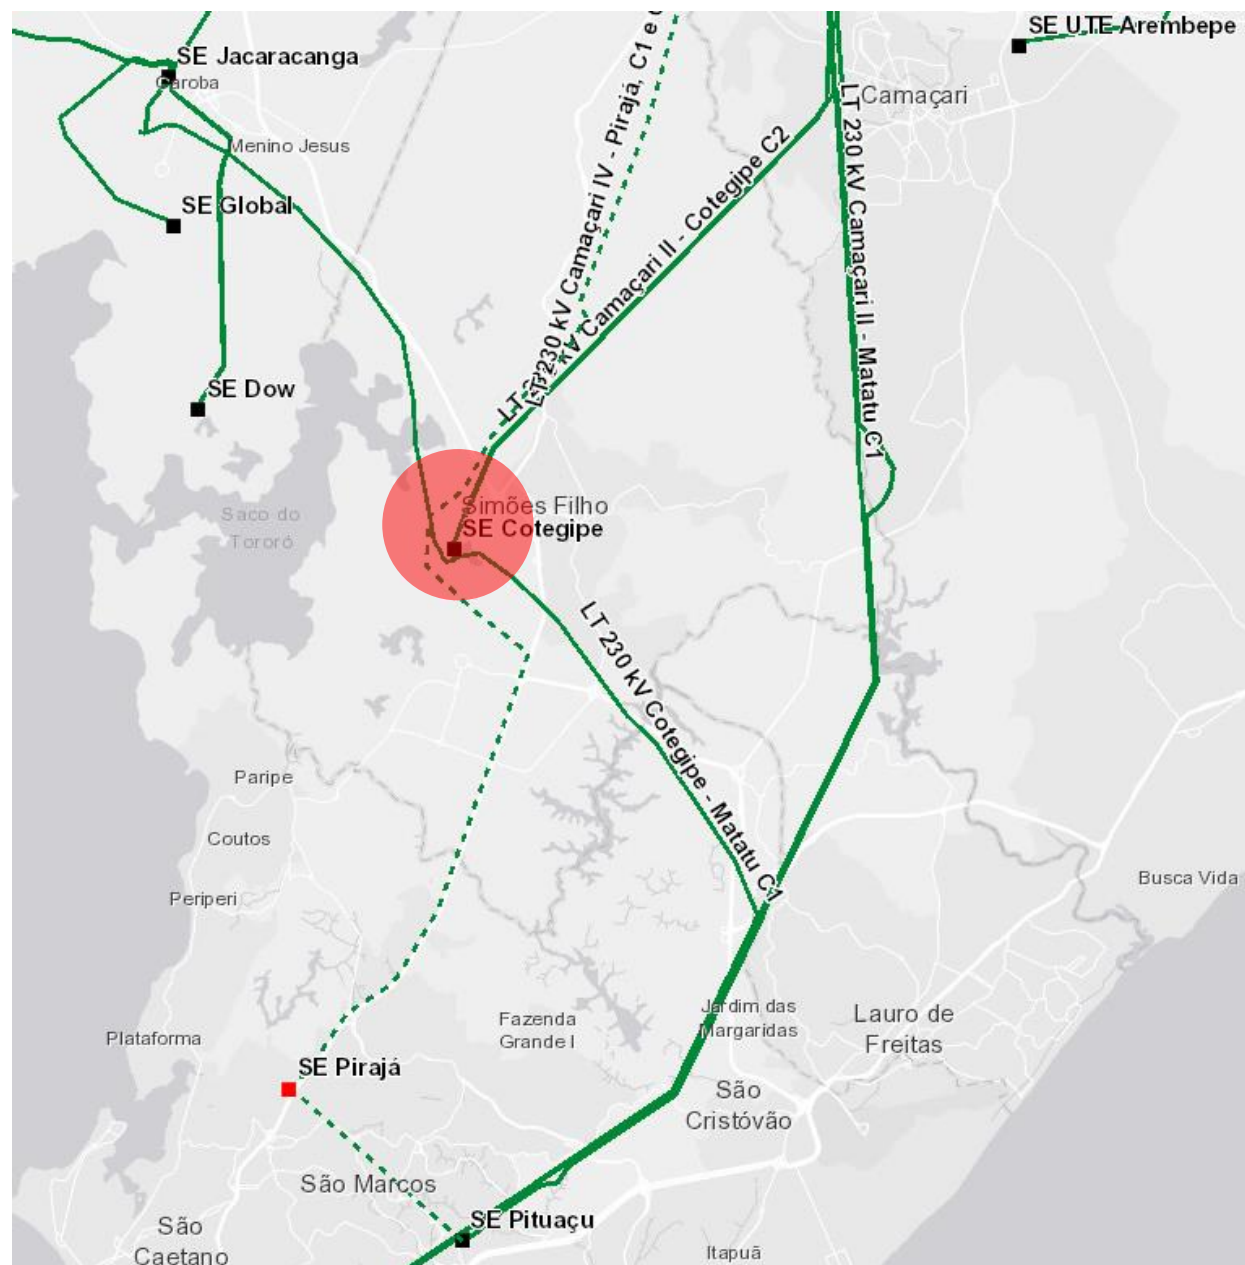 SE UTE Arembepe
SE Jacaracanga
Caroba
Camaçari
Menino Jesus
LT 230 kV Camaçari IV - Pirajá, C1 e
LT 230 kV Camaçari II - Cotegipe C2
LT 230 kV Camaçari II - Matatu C1
SE Global
SE Dow
Simões Filho
SE Cotegipe
Saco do
Tororó
LT 230 kV Cotegipe - Matatu C1
Paripe
Coutos
Periperi
Busca Vida
Plataforma
Fazenda
Grande I
Jardim das
Margaridas
Lauro de
Freitas
SE Pirajá
São
Cristóvão
São Marcos
SE Pituaçu
São
Caetano
Itapuã